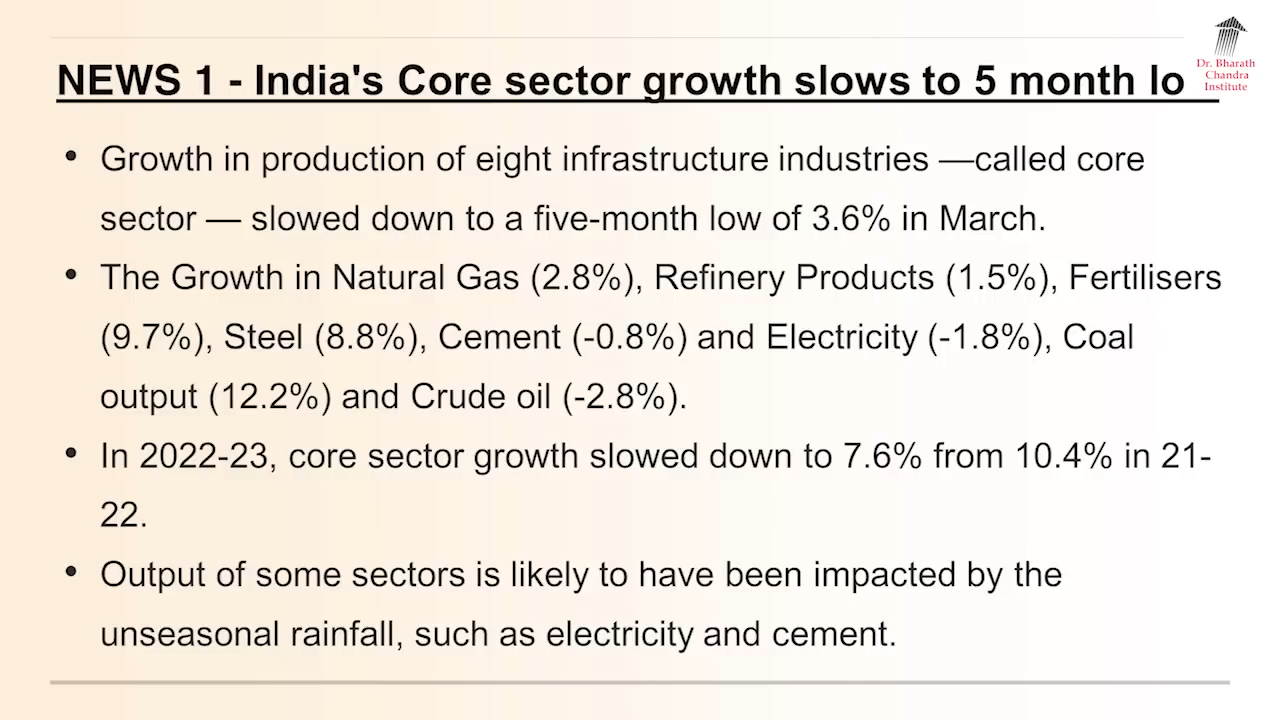 NEWS 1 - India's Core sector growth slows to 5 month lo
Dr. Bharath
Chandra
Institute
• Growth in production of eight infrastructure industries —called core
sector — slowed down to a five-month low of 3.6% in March.
• The Growth in Natural Gas (2.8%), Refinery Products (1.5%), Fertilisers
(9.7%), Steel (8.8%), Cement (-0.8%) and Electricity (-1.8%), Coal
output (12.2%) and Crude oil (-2.8%).
• In 2022-23, core sector growth slowed down to 7.6% from 10.4% in 21-
22.
• Output of some sectors is likely to have been impacted by the
unseasonal rainfall, such as electricity and cement.